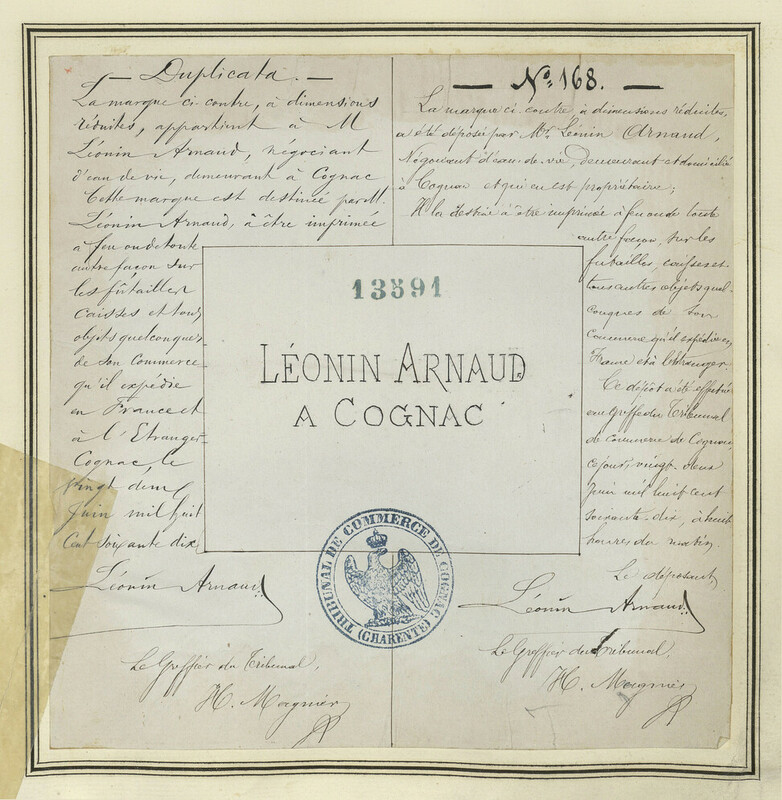 — Duplicata. —
La marque ci contre, à dimensions
réduites, appartient à M
Léonin Arnaud, négociant
d'eau de vie, demeurant à Cognac
Cette marque est destinée par M.
Léonin Arnaud, à être imprimée
à feu ou de toute
autre façon sur
les fûtailles
caisses et tous
objets quelconques
de son commerce
qu'il expédie
en France et
à l'Etranger
Cognac, le
vingt deux
Juin mil huit
cent soixante dix
Léonin Arnaud
Le Greffier du Tribunal,
H. Magnier
— No. 168. —
La marque ci contre, à dimensions réduites,
a été déposée par Mr. Léonin Arnaud,
Négociant d'eau-de-vie, demeurant et domicilié
à Cognac et qui en est propriétaire;
Il la destine à être imprimée à feu ou de toute
autre façon, sur les
futailles, caisses et
tous autres objets quel-
conques de son
commerce qu'il expédie en
France et à l'étranger.
Ce dépôt a été effectué
au Greffe du Tribunal
de commerce de Cognac,
ce jour, vingt-deux
Juin mil huit cent
soixante-dix, à huit
heures du matin.
Le déposant,
Léonin Arnaud
Le Greffier du Tribunal.
H. Magnier
13591
LÉONIN ARNAUD
A COGNAC
TRIBUNAL DE COMMERCE DE COGNAC
(CHARENTE)